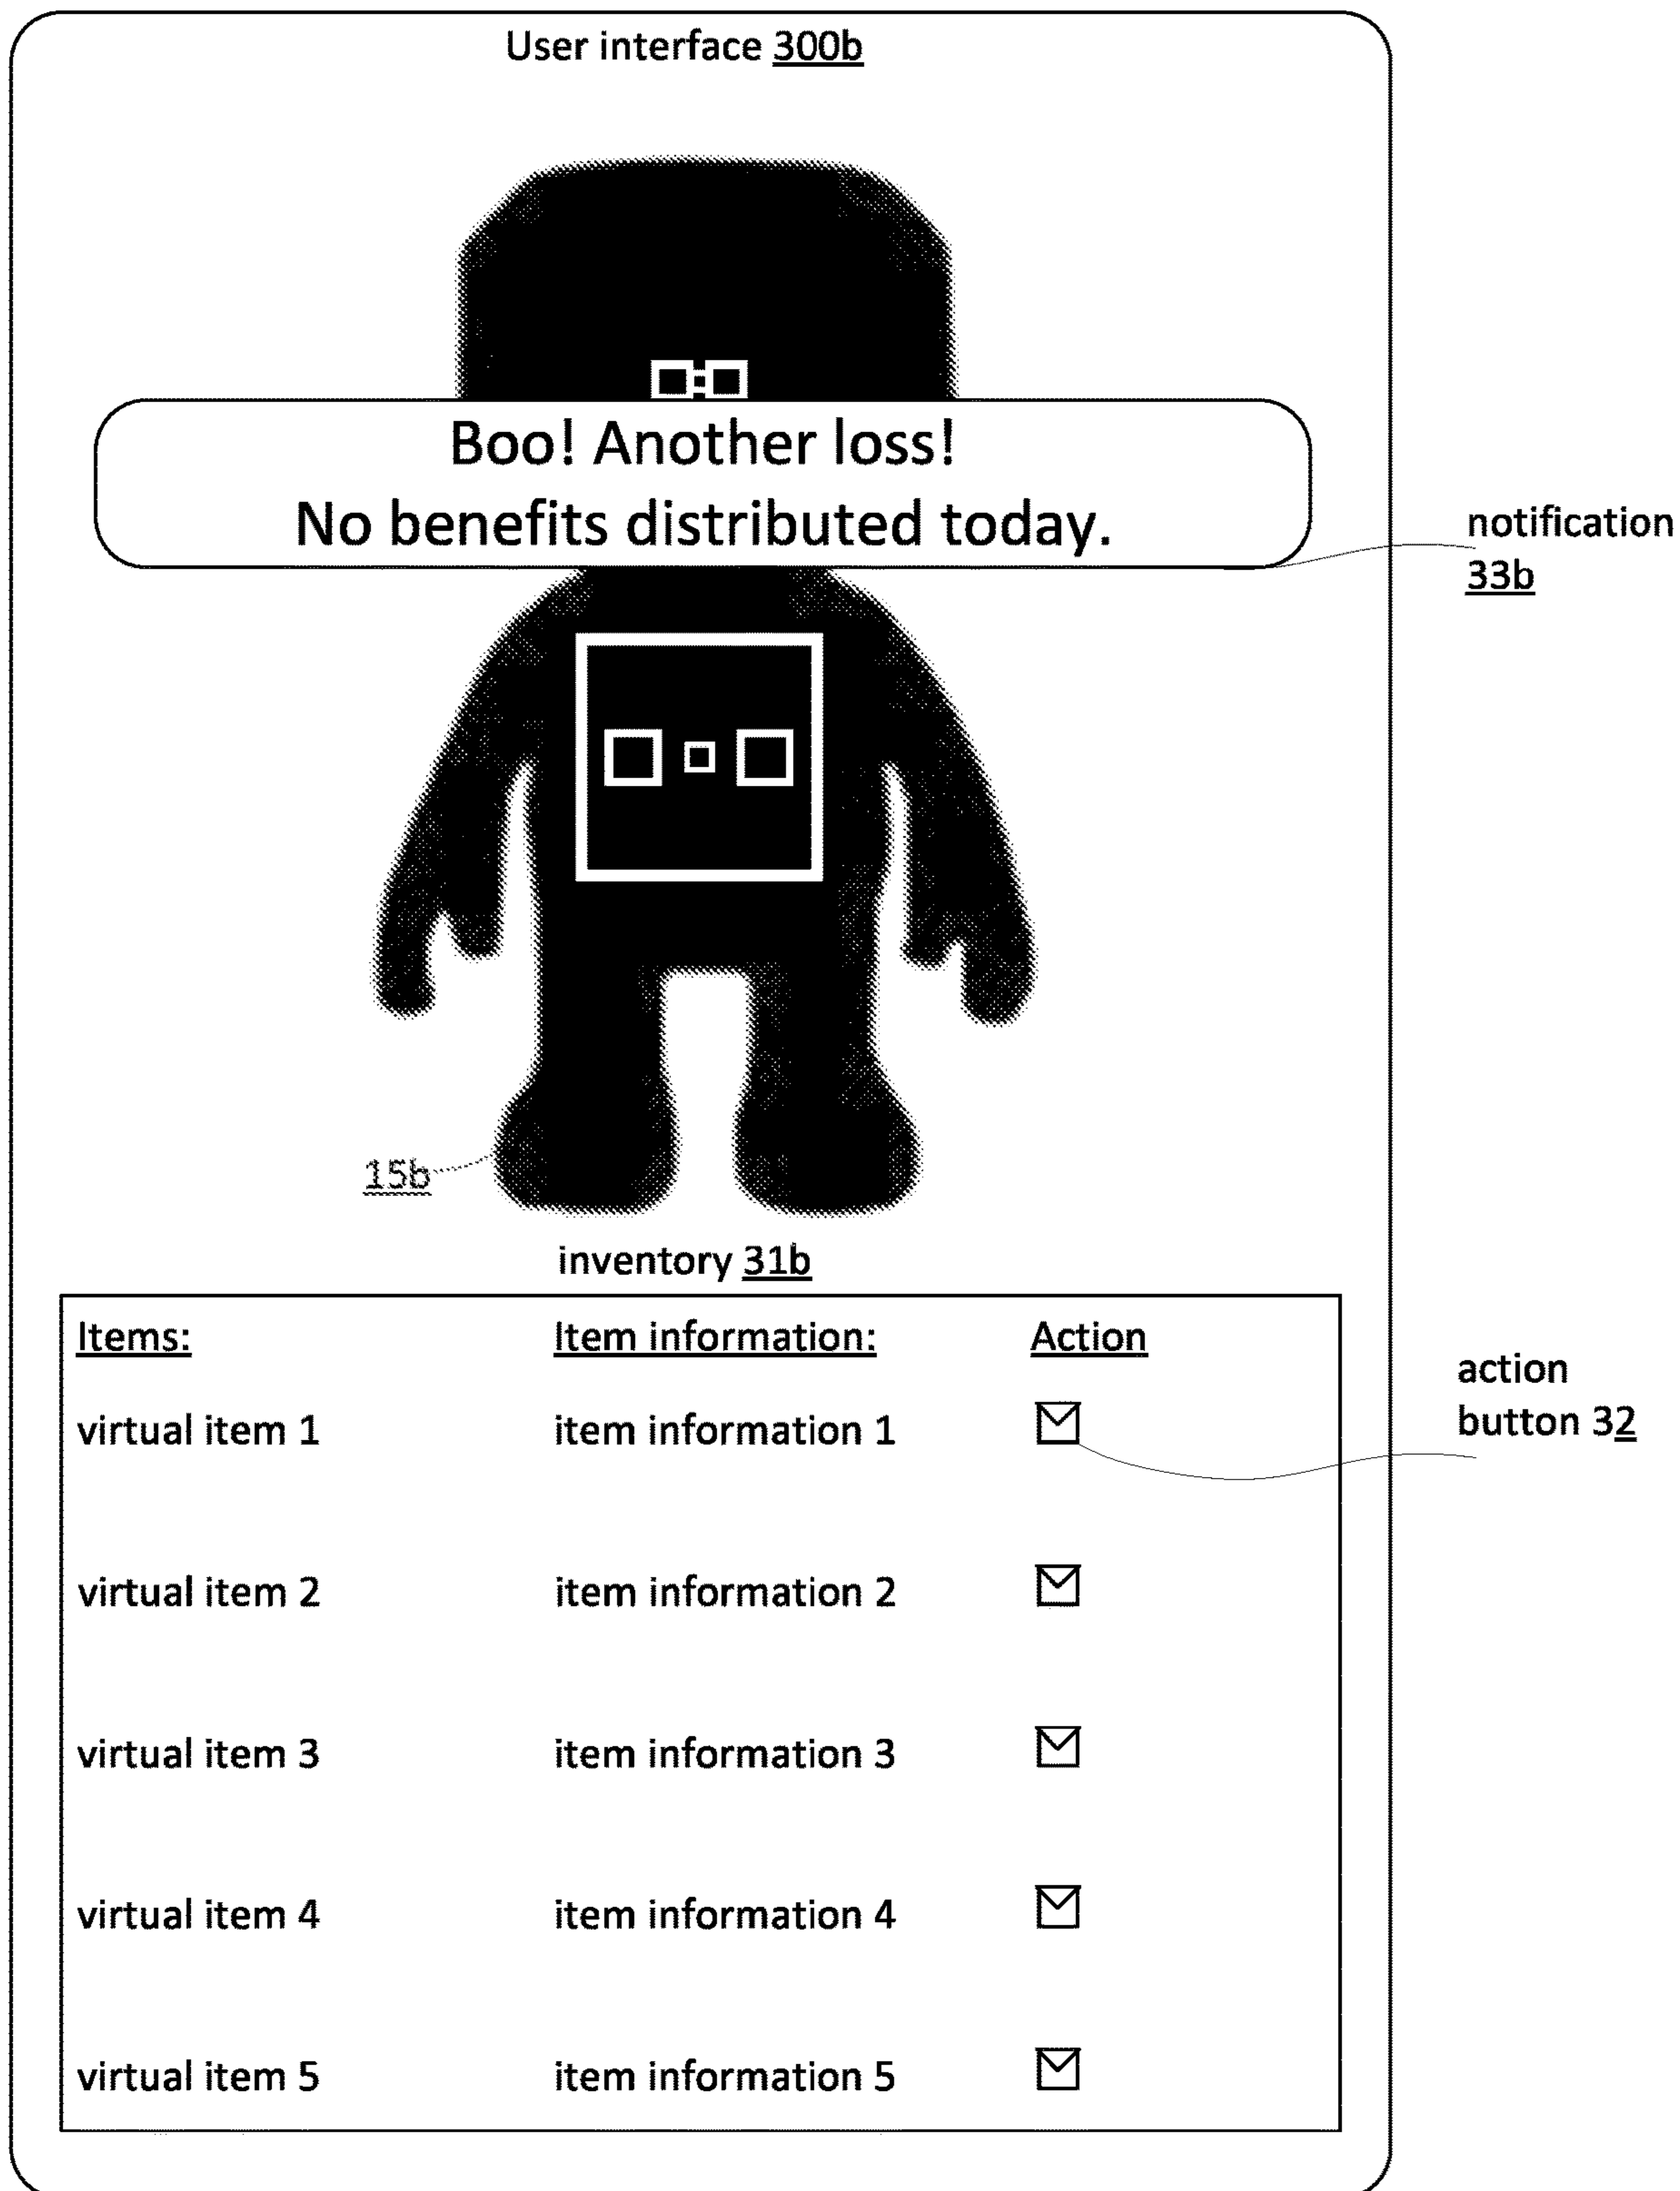 User interface 300b
Boo! Another loss!
No benefits distributed today.
notification
33b
15b
inventory 31b
Items: Item information: Action
action
button 32
virtual item 1 item information 1
virtual item 2 item information 2
virtual item 3 item information 3
virtual item 4 item information 4
virtual item 5 item information 5